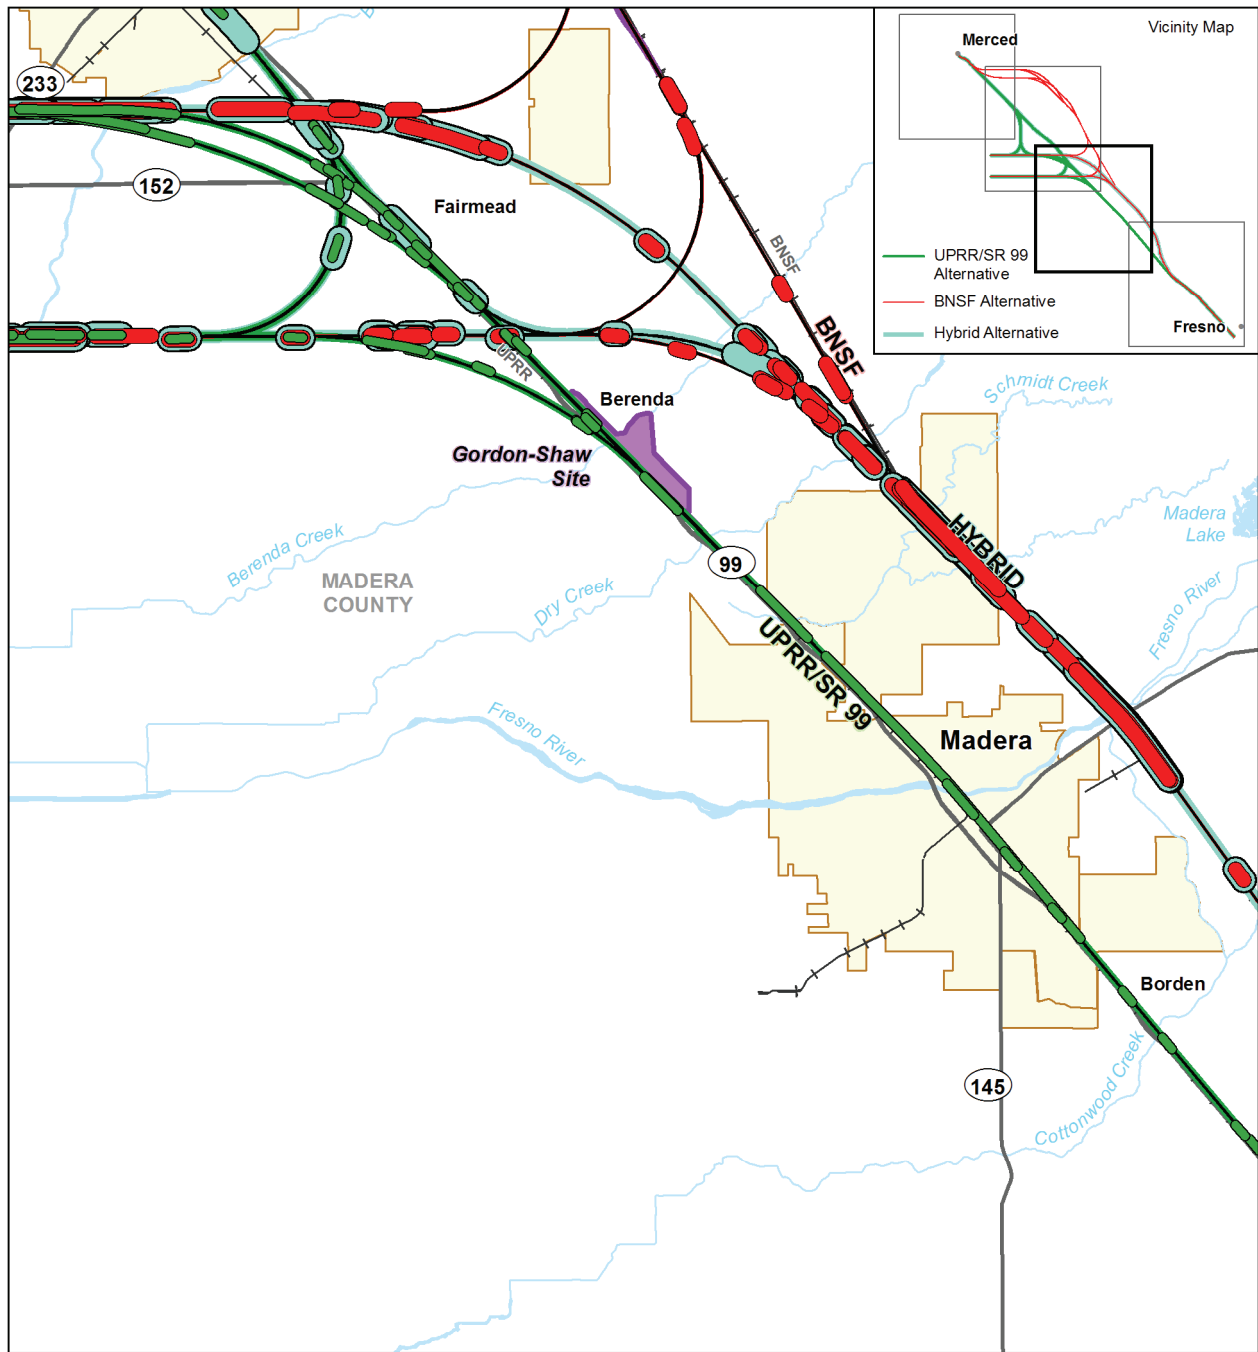 233
152
Fairmead
BNSF
BNSF
UPRR
Berenda
Gordon-Shaw
Site
Berenda Creek
MADERA
COUNTY
Dry Creek
99
HYBRID
UPRR/SR 99
Schmidt Creek
Madera
Lake
Fresno River
Fresno River
Madera
Borden
145
Cottonwood Creek
Vicinity Map
Merced
UPRR/SR 99
Alternative
BNSF Alternative
Hybrid Alternative
Fresno